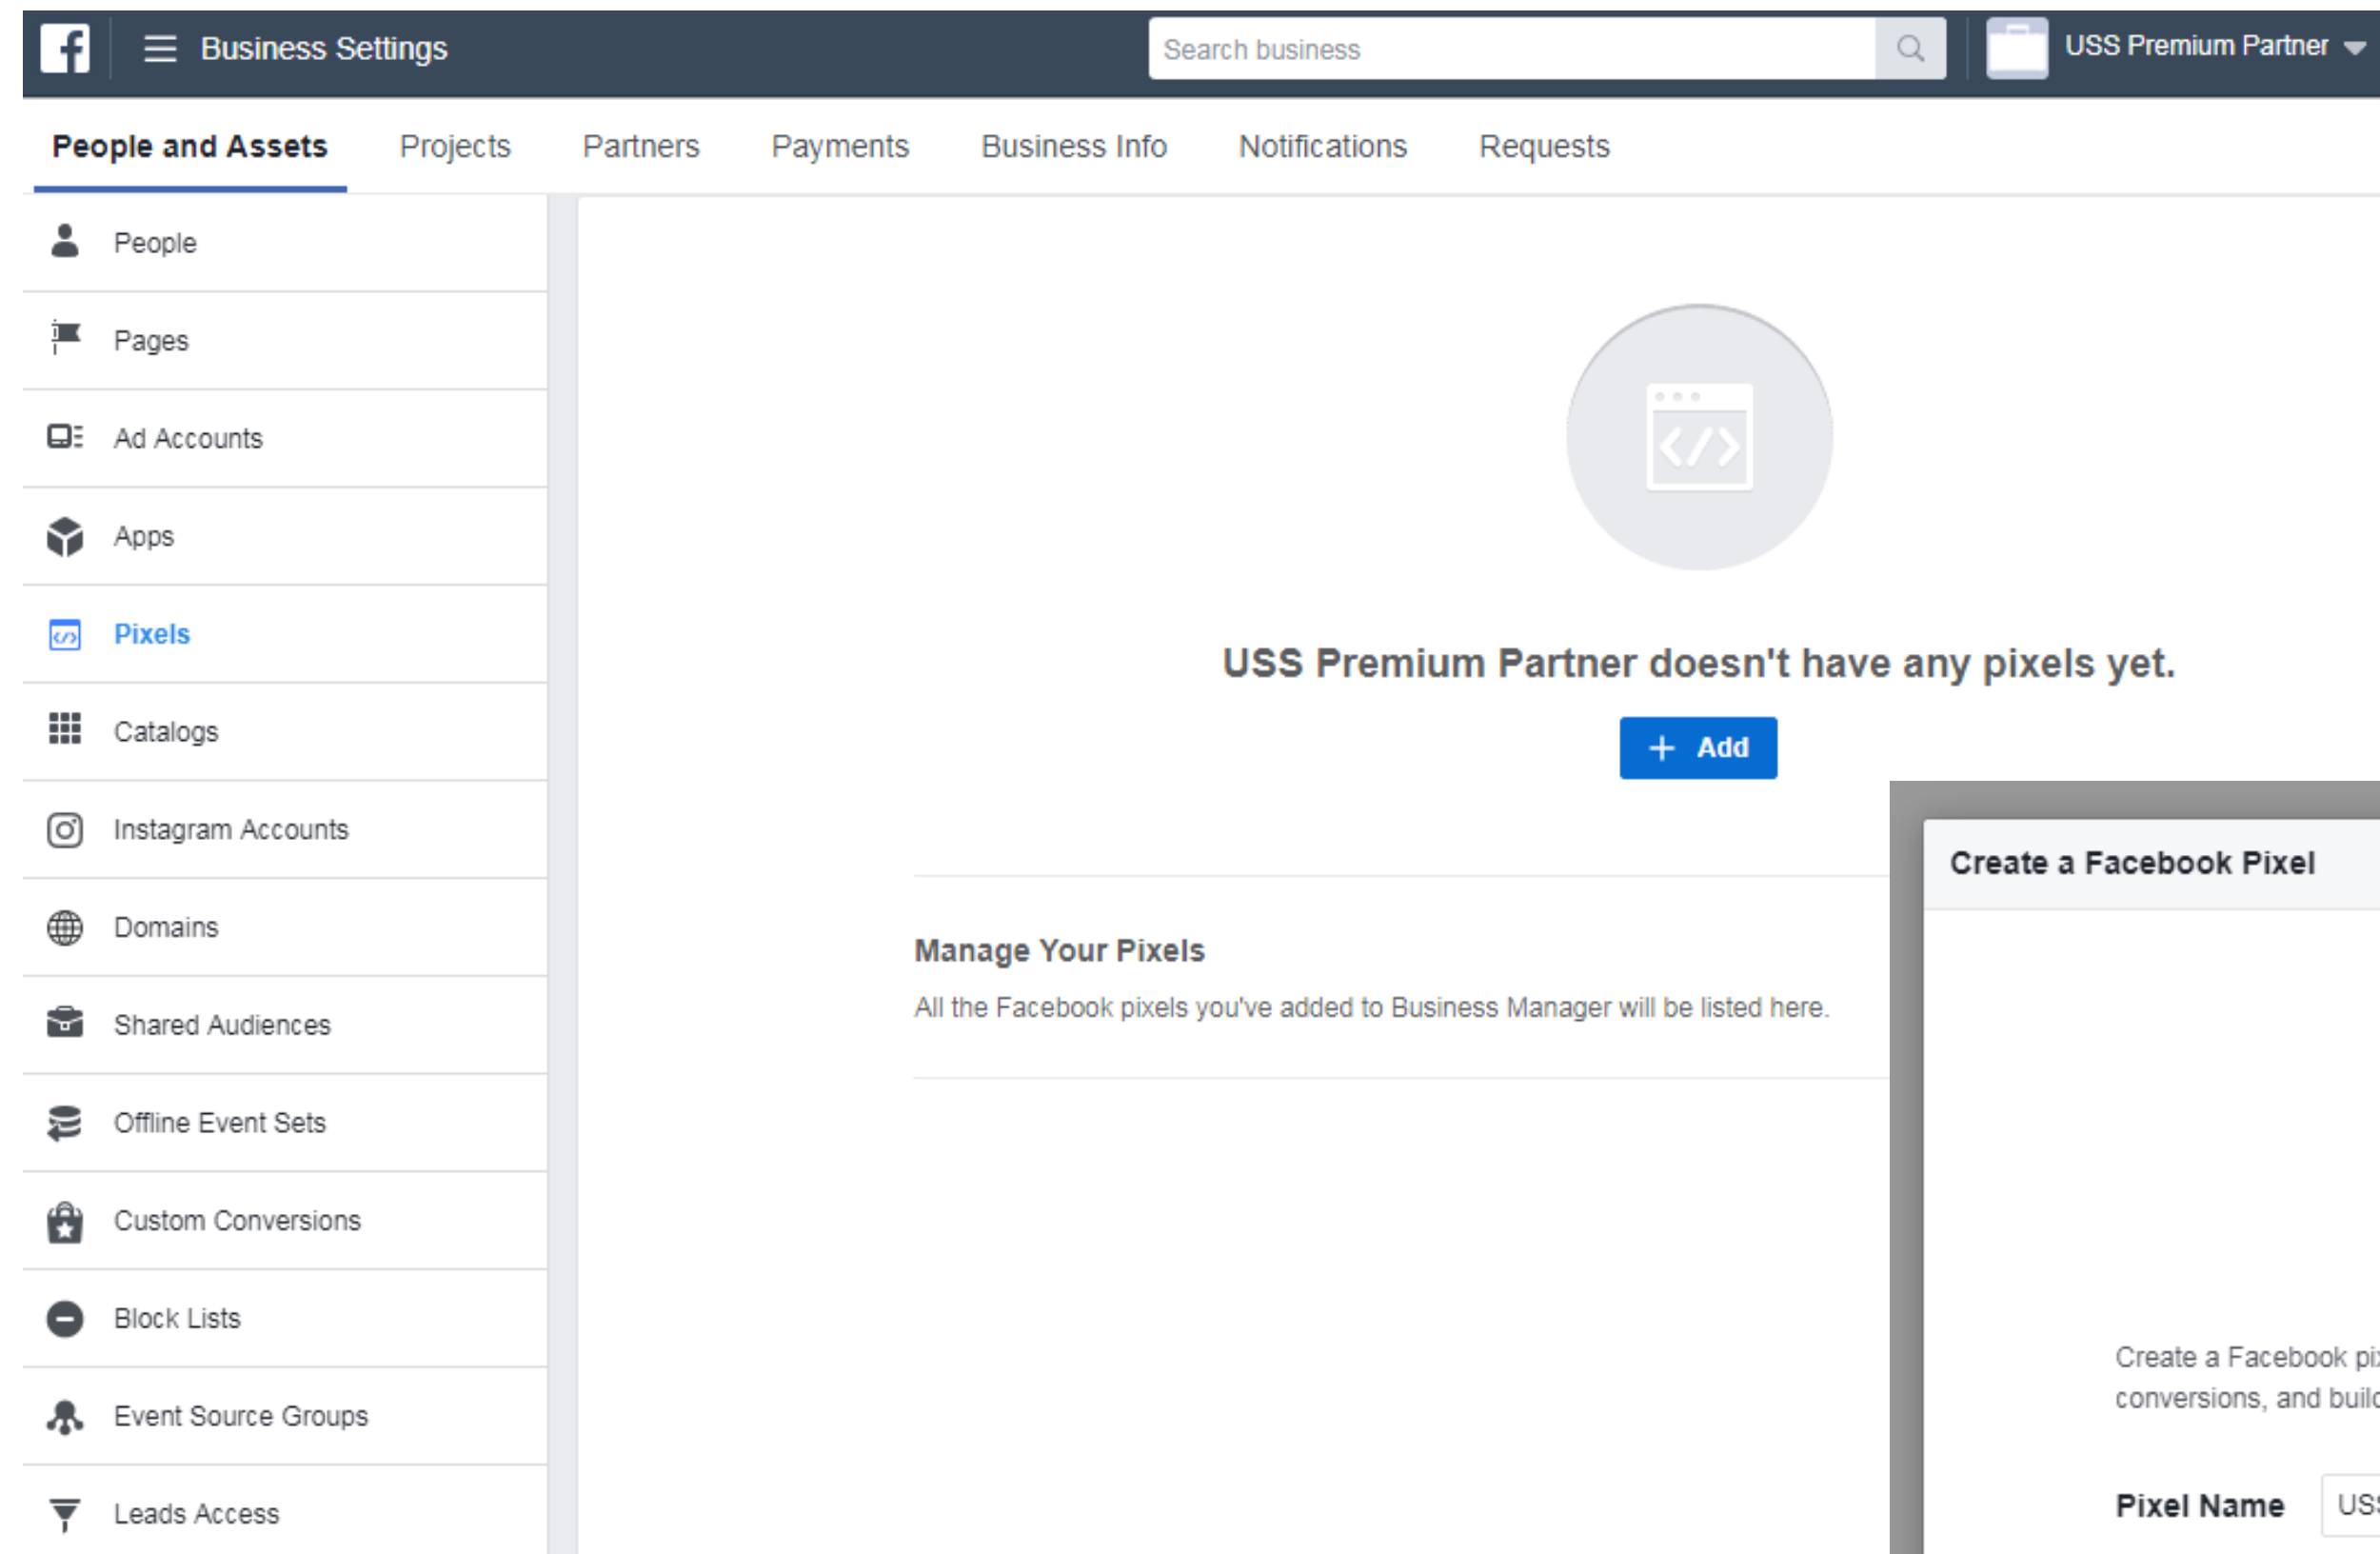 Business Settings
Search business
USS Premium Partner
People and Assets Projects Partners Payments Business Info Notifications Requests
People
Pages
Ad Accounts
Apps
Pixels
Catalogs
Instagram Accounts
Domains
Shared Audiences
Offline Event Sets
Custom Conversions
Block Lists
Event Source Groups
Leads Access
USS Premium Partner doesn't have any pixels yet.
+ Add
Manage Your Pixels
All the Facebook pixels you've added to Business Manager will be listed here.
Create a Facebook Pixel
Create a Facebook
conversions, and
Pixel Name